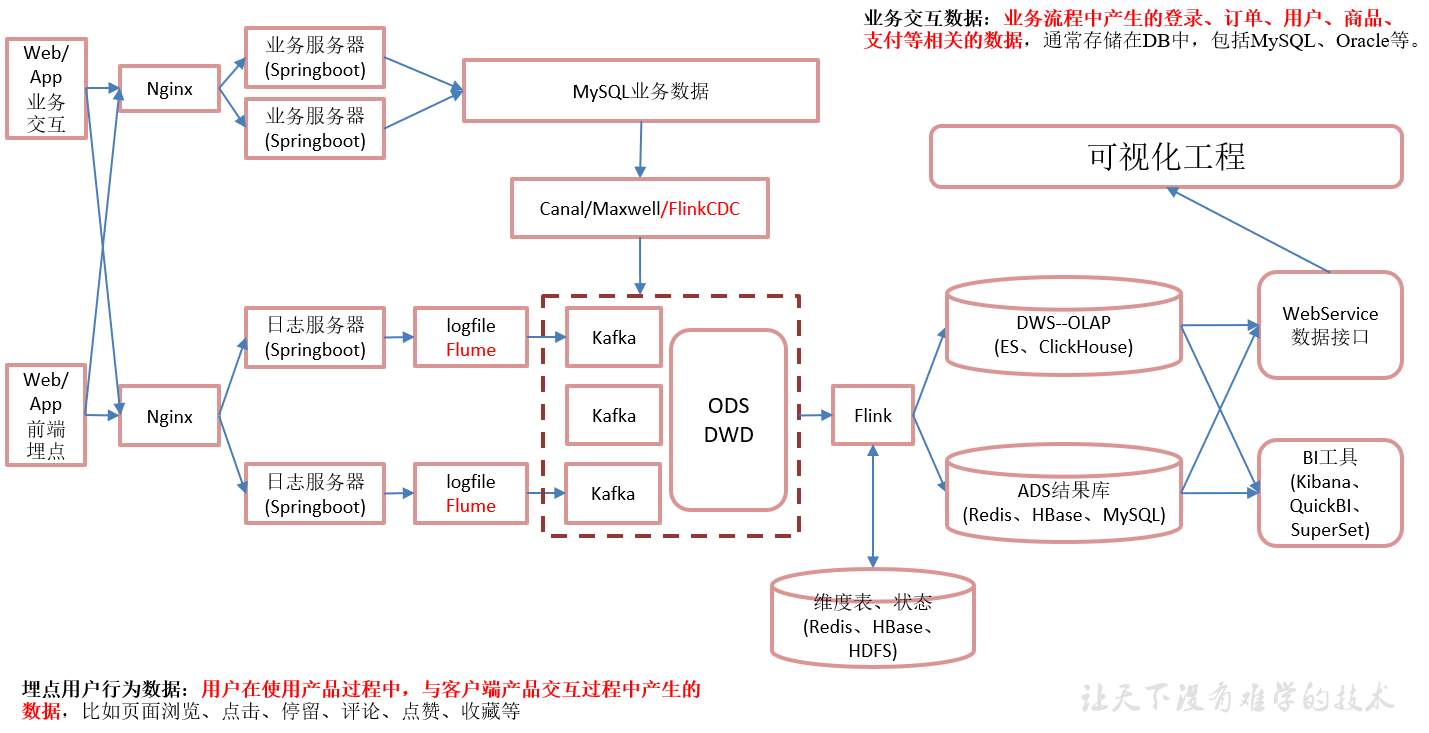 业务交互数据：业务流程中产生的登录、订单、用户、商品、
支付等相关的数据，通常存储在DB中，包括MySQL、Oracle等。
Web/
App
业务
交互
Nginx
业务服务器
(Springboot)
业务服务器
(Springboot)
MySQL业务数据
可视化工程
Canal/Maxwell/FlinkCDC
Web/
App
前端
埋点
Nginx
日志服务器
(Springboot)
logfile
Flume
日志服务器
(Springboot)
logfile
Flume
Kafka
Kafka
Kafka
ODS
DWD
Flink
DWS--OLAP
(ES、ClickHouse)
ADS结果库
(Redis、HBase、MySQL)
WebService
数据接口
BI工具
(Kibana、
QuickBI、
SuperSet)
维度表、状态
(Redis、HBase、
HDFS)
埋点用户行为数据：用户在使用产品过程中，与客户端产品交互过程中产生的
数据，比如页面浏览、点击、停留、评论、点赞、收藏等
让天下没有难学的技术